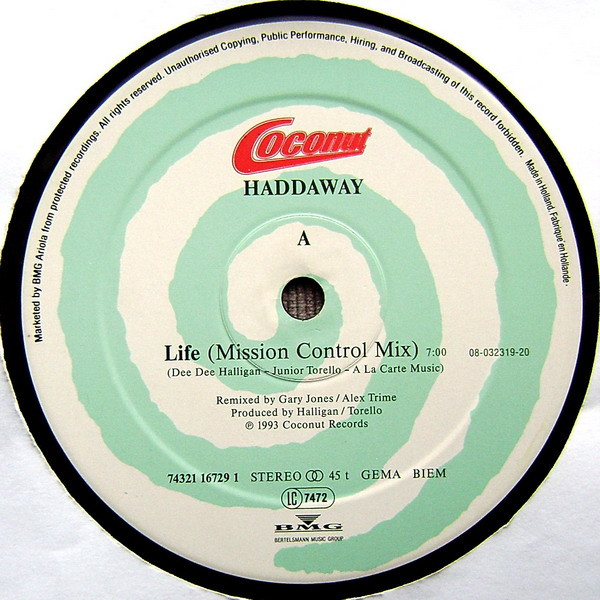 Marketed by BMG Ariola from protected recordings. All rights reserved. Unauthorised Copying, Public Performance, Hiring, and Broadcasting of this record forbidden. Made in Holland. Fabriqué en Hollande.
Coconut
HADDAWAY
A
Life (Mission Control Mix) 7:00 08-032319-20
(Dee Dee Halligan - Junior Torello - A La Carte Music)
Remixed by Gary Jones / Alex Trime
Produced by Halligan / Torello
℗ 1993 Coconut Records
74321 16729 1 STEREO 45 t GEMA BIEM
LC 7472
BMG
BERTELSMANN MUSIC GROUP